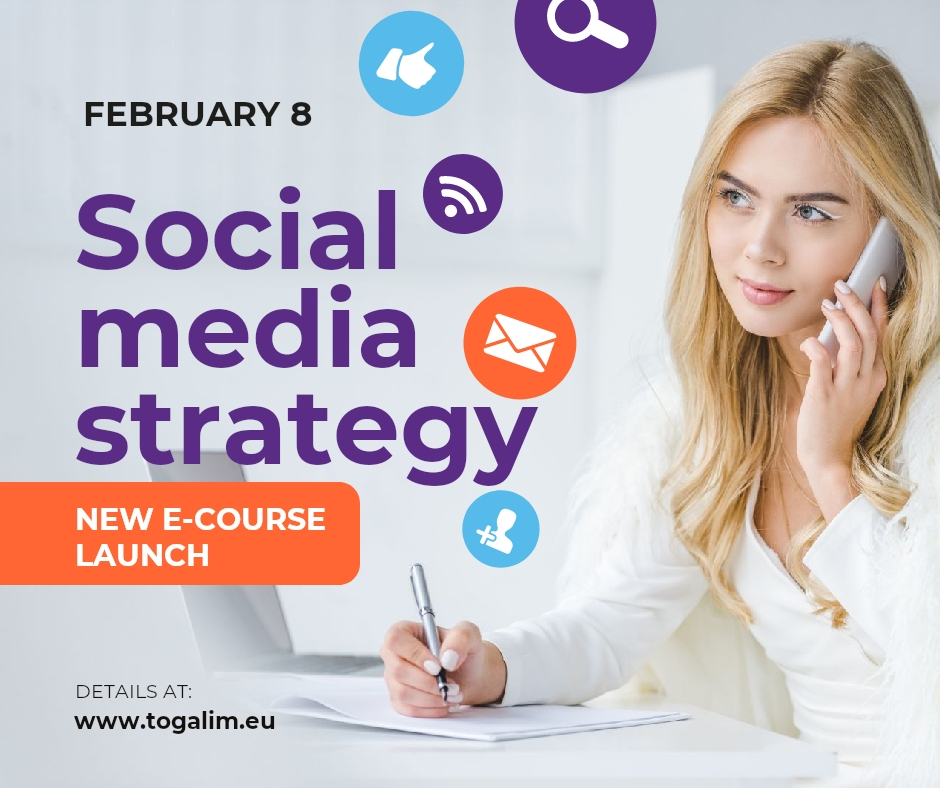 FEBRUARY 8
Social
media
strategy
NEW E-COURSE
LAUNCH
DETAILS AT:
www.togalim.eu